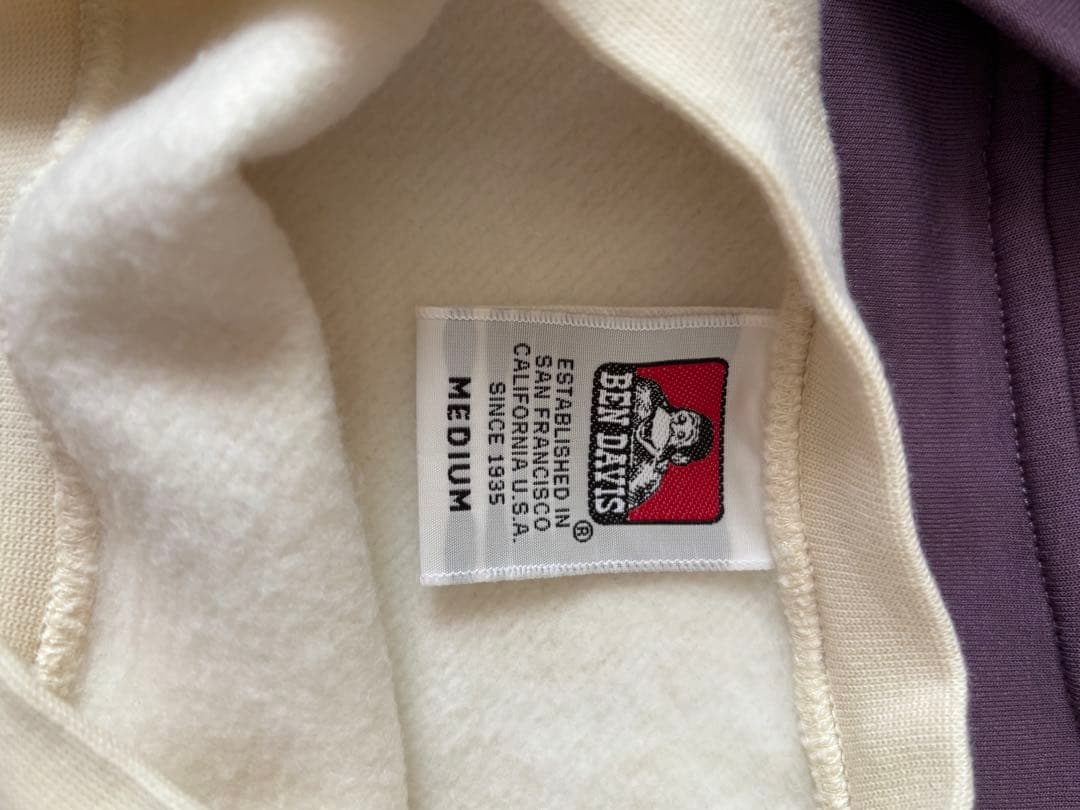 BEN DAVIS
®
ESTABLISHED IN
SAN FRANCISCO
CALIFORNIA U.S.A.
SINCE 1935
MEDIUM